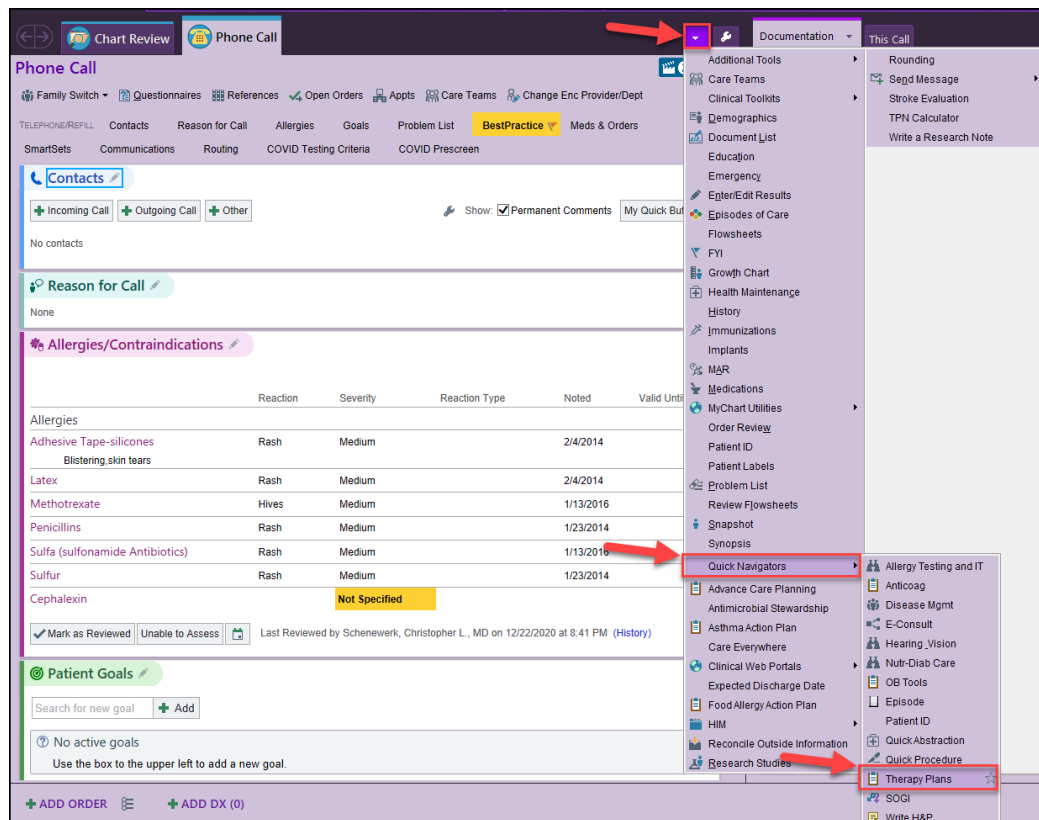 Chart Review
Phone Call
Documentation
This Call
Phone Call
Family Switch
Questionnaires
References
Open Orders
Appts
Care Teams
Change Enc Provider/Dept
TELEPHONE/REFILL
Contacts
Reason for Call
Allergies
Goals
Problem List
BestPractice
Meds & Orders
SmartSets
Communications
Routing
COVID Testing Criteria
COVID Prescreen
Contacts
Incoming Call
Outgoing Call
Other
Show:
Permanent Comments
My Quick But
No contacts
Reason for Call
None
Allergies/Contraindications
Reaction Severity Reaction Type Noted Valid Until
Allergies
Adhesive Tape-silicones Rash Medium 2/4/2014
Blistering,skin tears
Latex Rash Medium 2/4/2014
Methotrexate Hives Medium 1/13/2016
Penicillins Rash Medium 1/23/2014
Sulfa (sulfonamide Antibiotics) Rash Medium 1/13/2016
Sulfur Rash Medium 1/23/2014
Cephalexin Not Specified
Mark as Reviewed
Unable to Assess
Last Reviewed by Schenewerk, Christopher L., MD on 12/22/2020 at 8:41 PM (History)
Patient Goals
Search for new goal
Add
No active goals
Use the box to the upper left to add a new goal.
ADD ORDER
ADD DX (0)
Additional Tools
Care Teams
Clinical Toolkits
Demographics
Document List
Education
Emergency
Enter/Edit Results
Episodes of Care
Flowsheets
FYI
Growth Chart
Health Maintenance
History
Immunizations
Implants
MAR
Medications
MyChart Utilities
Order Review
Patient ID
Patient Labels
Problem List
Review Flowsheets
Snapshot
Synopsis
Quick Navigators
Advance Care Planning
Antimicrobial Stewardship
Asthma Action Plan
Care Everywhere
Clinical Web Portals
Expected Discharge Date
Food Allergy Action Plan
HIM
Reconcile Outside Information
Research Studies
Rounding
Send Message
Stroke Evaluation
TPN Calculator
Write a Research Note
Allergy Testing and IT
Anticoag
Disease Mgmt
E-Consult
Hearing_Vision
Nutr-Diab Care
OB Tools
Episode
Patient ID
Quick Abstraction
Quick Procedure
Therapy Plans
SOGI
Write H&P